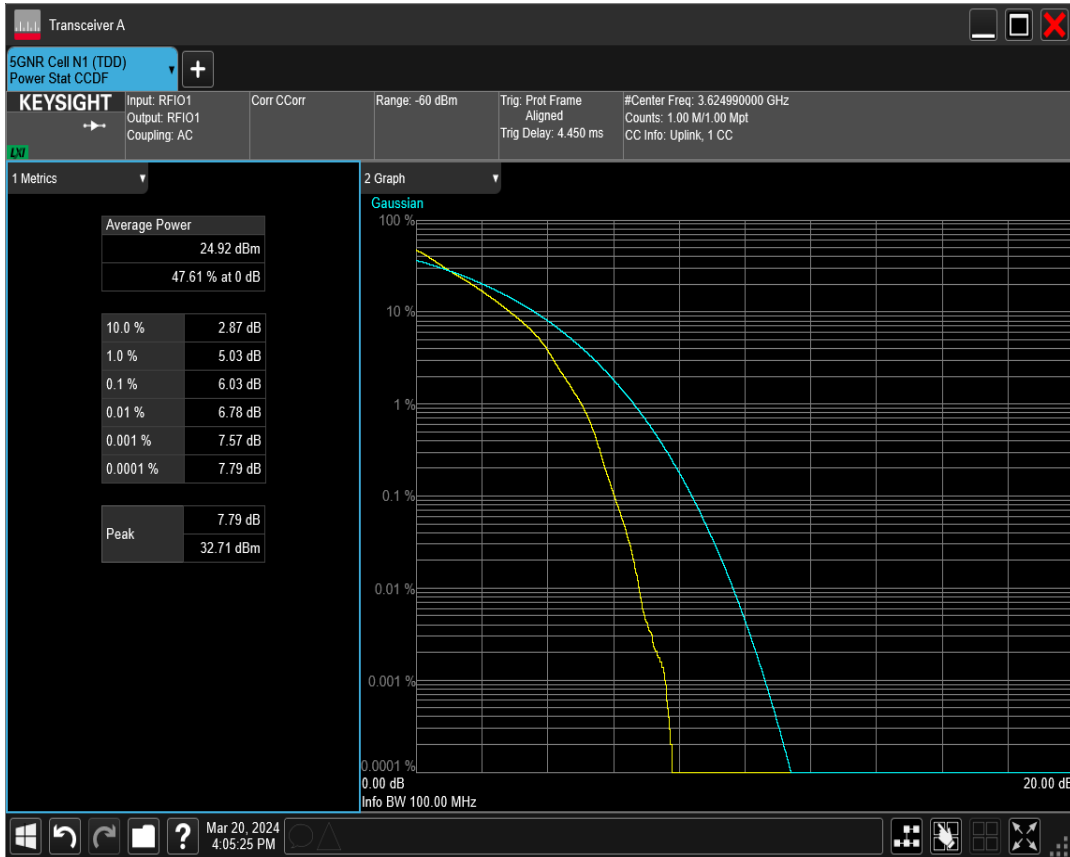 Transceiver A
5GNR Cell N1 (TDD)
Power Stat CCDF
+
KEYSIGHT
LXI
Input: RFIO1
Output: RFIO1
Coupling: AC
Corr CCorr
Range: -60 dBm
Trig: Prot Frame
Aligned
Trig Delay: 4.450 ms
#Center Freq: 3.624990000 GHz
Counts: 1.00 M/1.00 Mpt
CC Info: Uplink, 1 CC
1 Metrics
Average Power
24.92 dBm
47.61 % at 0 dB
10.0 % 2.87 dB
1.0 % 5.03 dB
0.1 % 6.03 dB
0.01 % 6.78 dB
0.001 % 7.57 dB
0.0001 % 7.79 dB
Peak 7.79 dB
32.71 dBm
2 Graph
Gaussian
100 %
10 %
1 %
0.1 %
0.01 %
0.001 %
0.0001 %
0.00 dB 20.00 dB
Info BW 100.00 MHz
?
Mar 20, 2024
4:05:25 PM